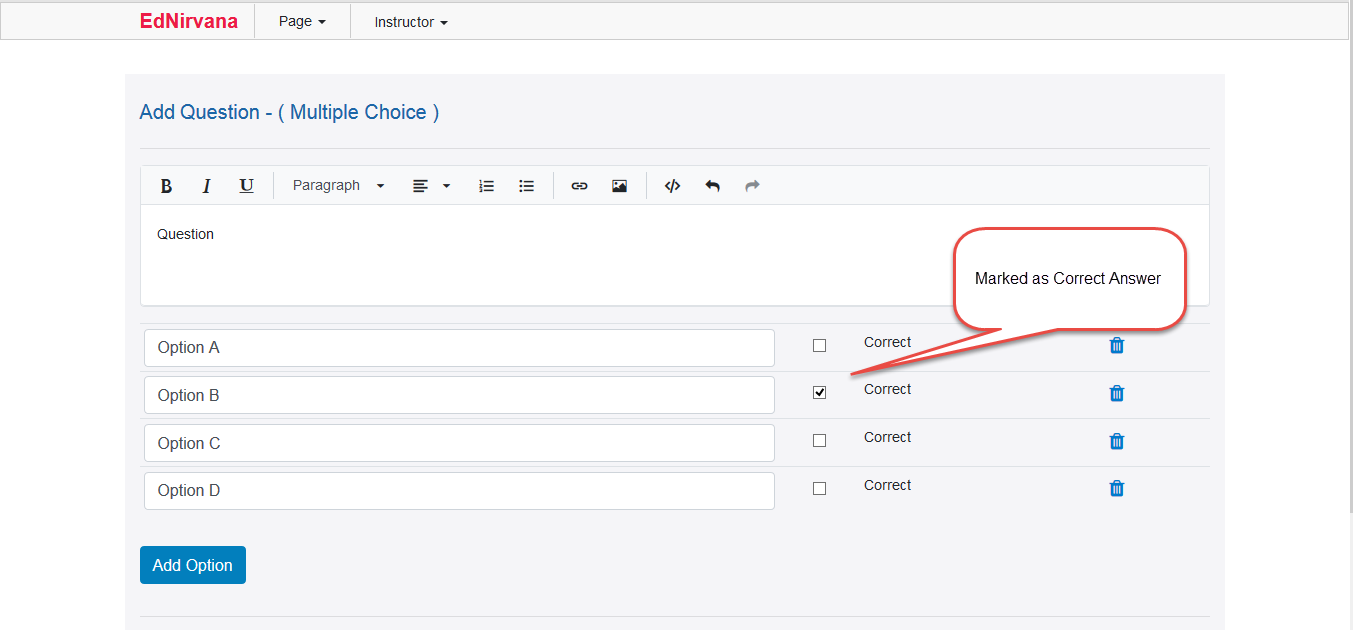 EdNirvana Page Instructor
Add Question - ( Multiple Choice )
B I U Paragraph
Question
Marked as Correct Answer
Option A Correct
Option B Correct
Option C Correct
Option D Correct
Add Option